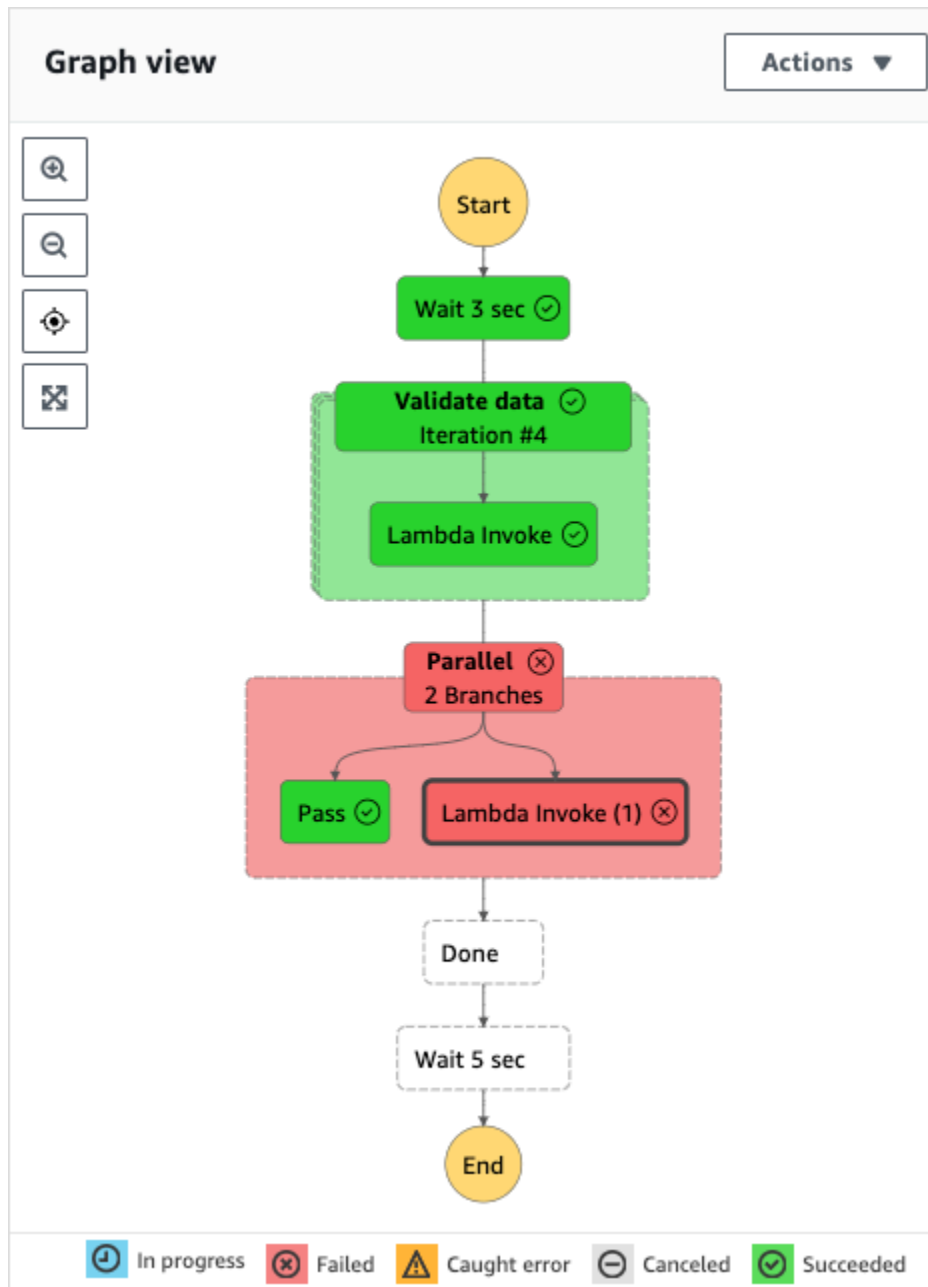 Graph view
Actions
Start
Wait 3 sec
Validate data
Iteration #4
Lambda Invoke
Parallel
2 Branches
Pass
Lambda Invoke (1)
Done
Wait 5 sec
End
In progress
Failed
Caught error
Canceled
Succeeded